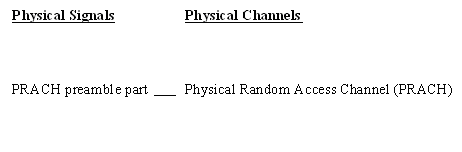 Physical Signals Physical Channels
PRACH preamble part ___ Physical Random Access Channel (PRACH)